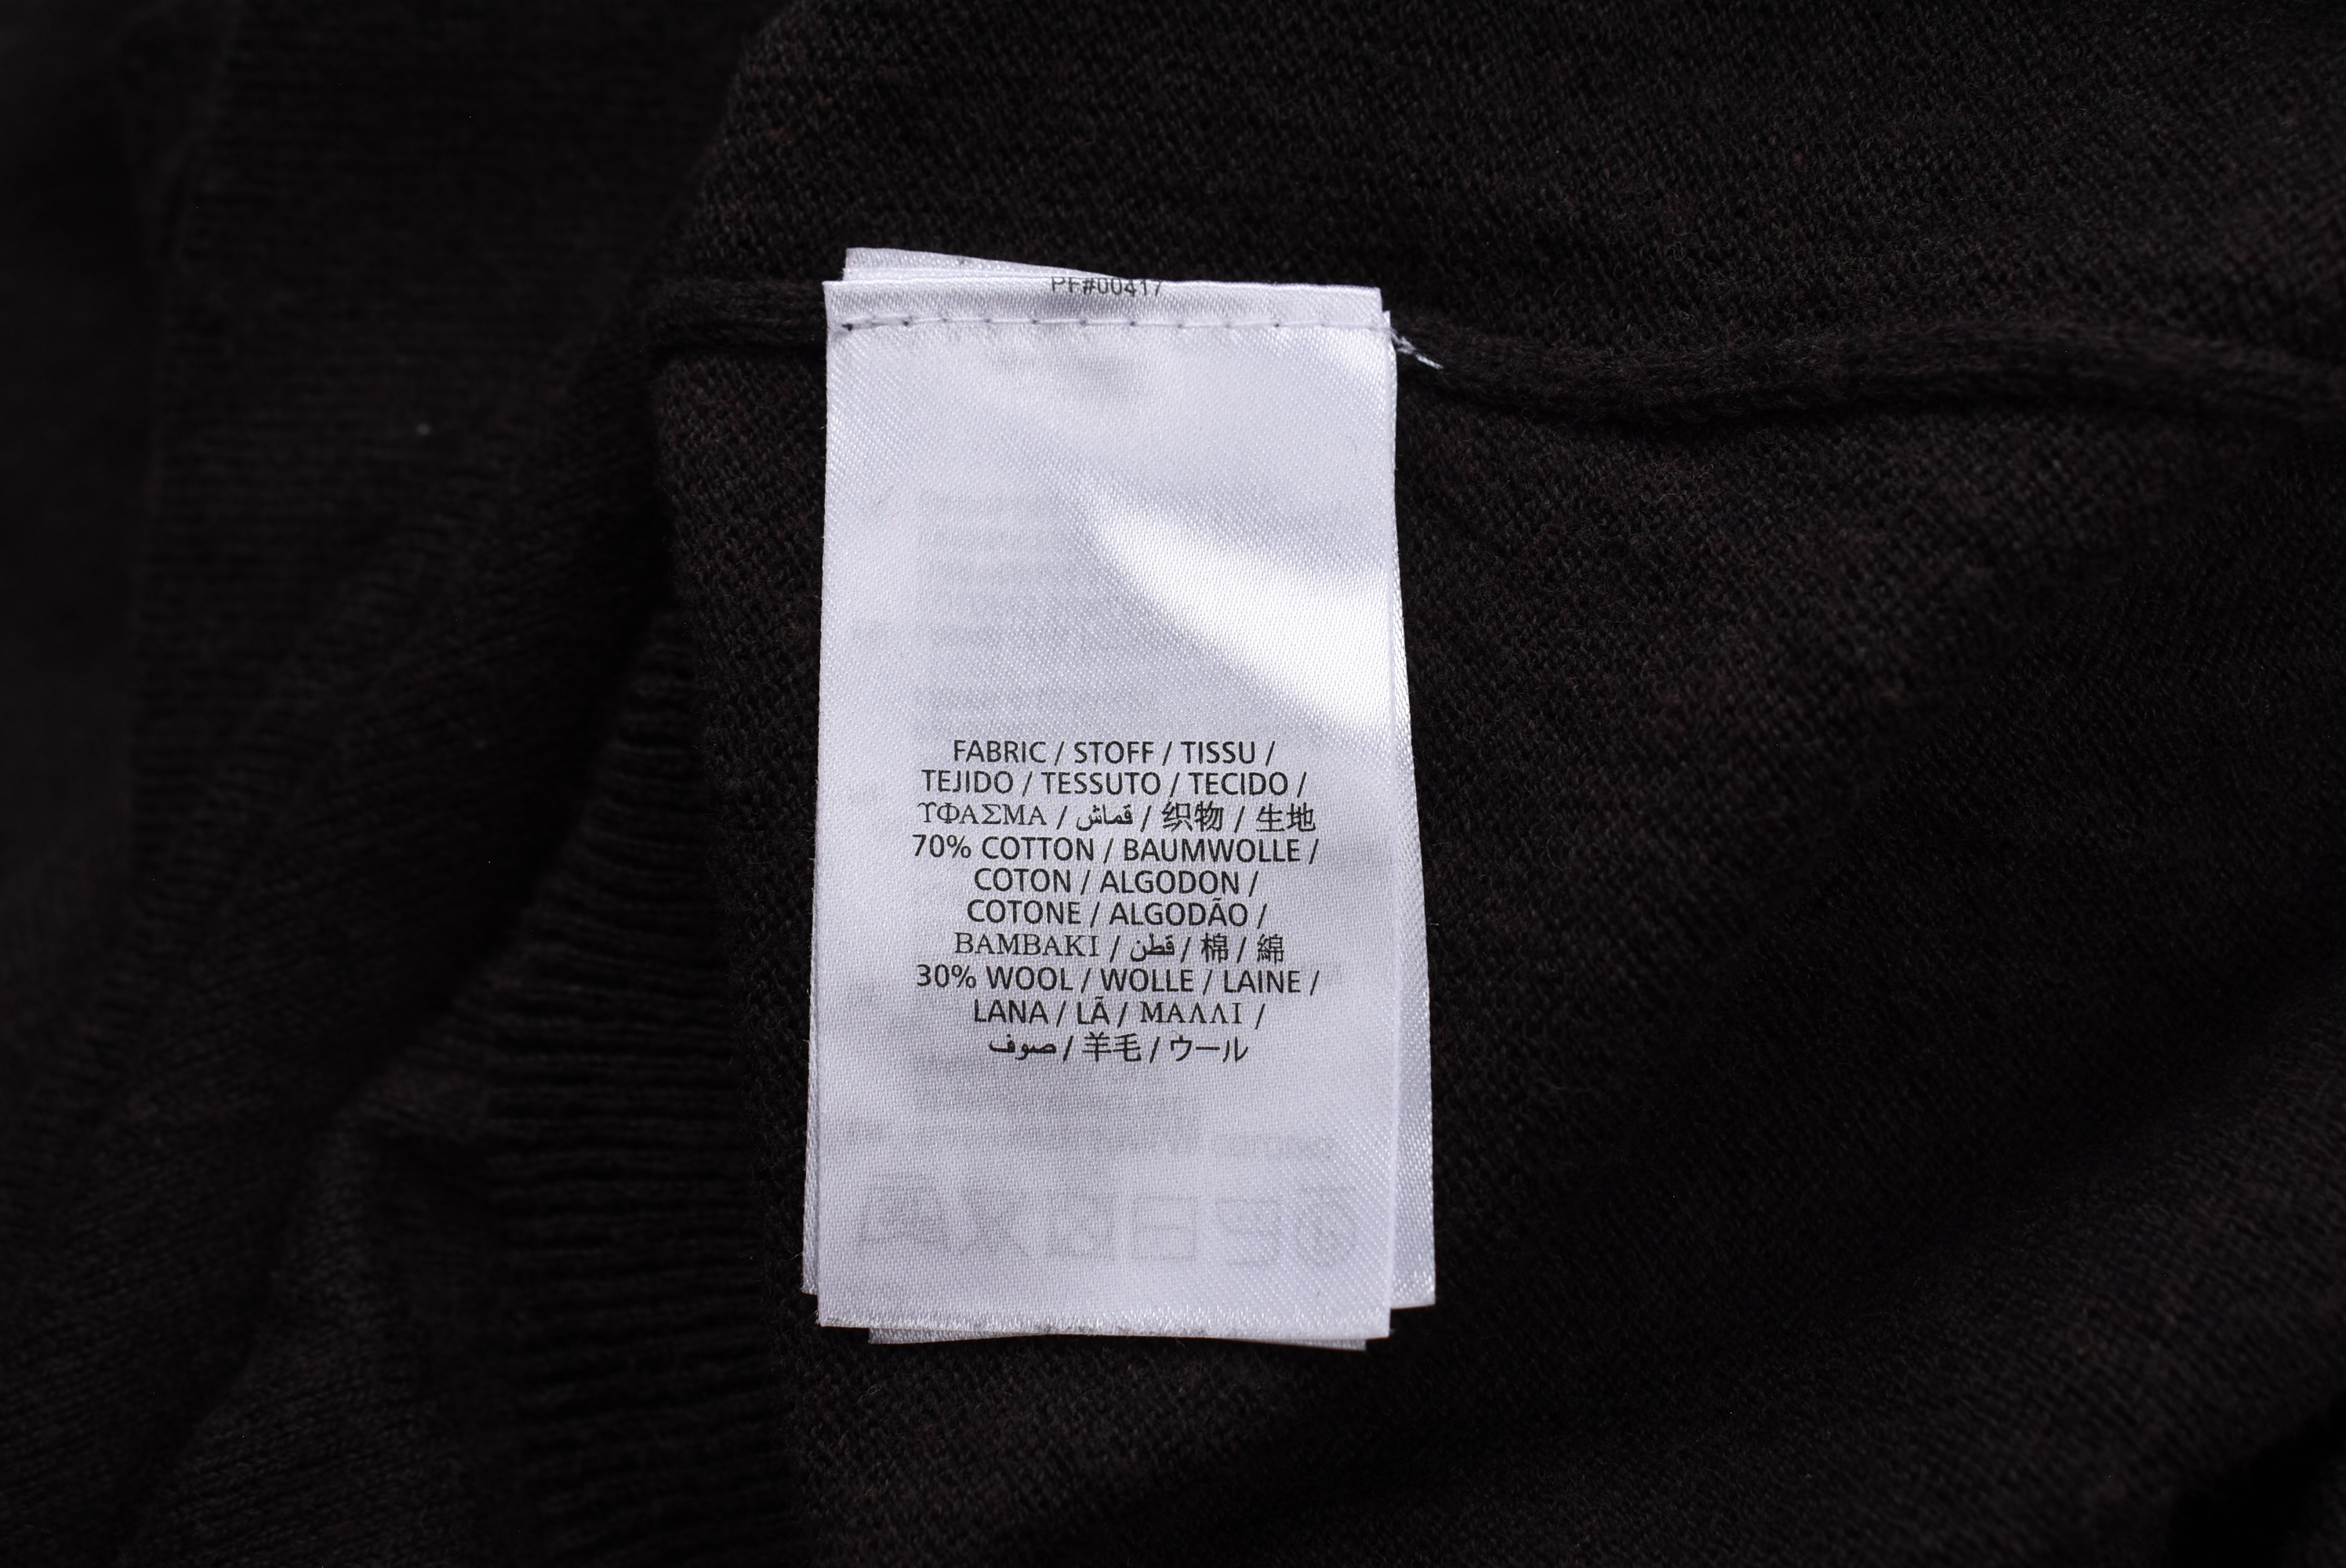 PF#00417
FABRIC / STOFF / TISSU /
TEJIDO / TESSUTO / TECIDO /
ΥΦΑΣΜΑ / قماش / 织物 / 生地
70% COTTON / BAUMWOLLE /
COTON / ALGODON /
COTONE / ALGODÃO /
ΒΑΜΒΑΚΙ / قطن / 棉 / 綿
30% WOOL / WOLLE / LAINE /
LANA / LÃ / ΜΑΛΛΙ /
صوف / 羊毛 / ウール